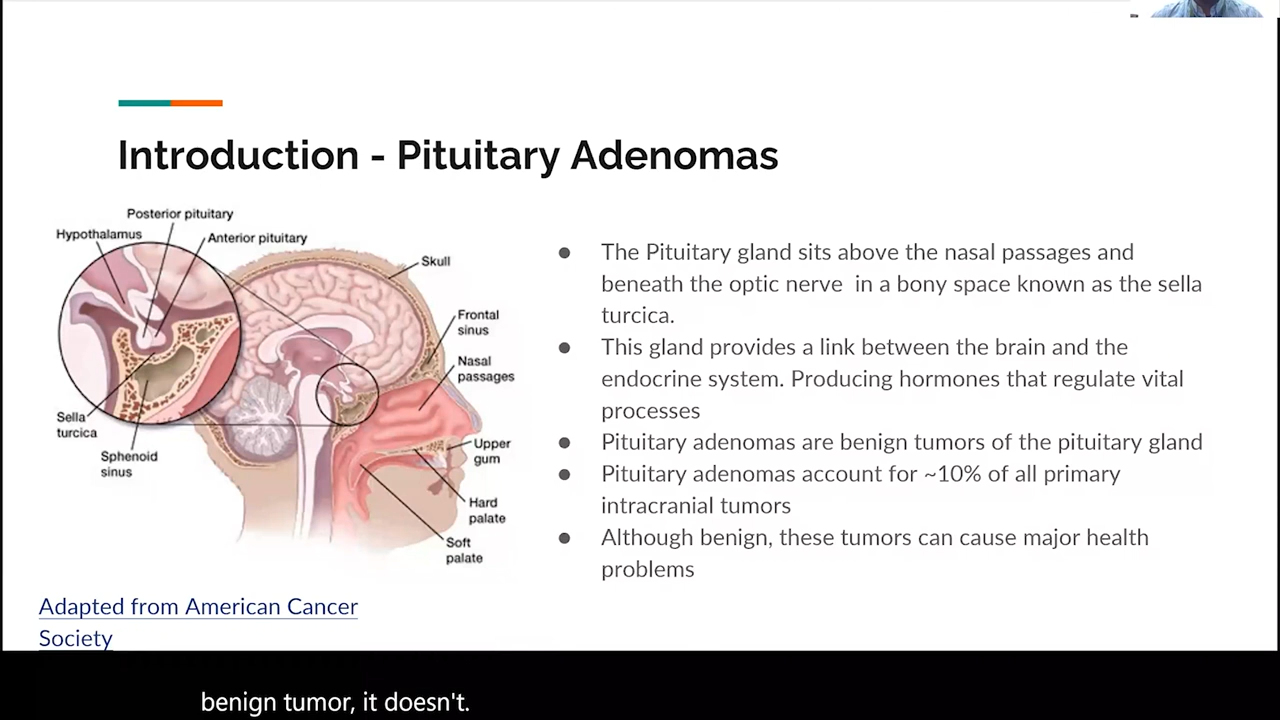 Introduction - Pituitary Adenomas
Posterior pituitary
Hypothalamus
Anterior pituitary
Skull
Frontal
sinus
Nasal
passages
Sella
turcica
Sphenoid
sinus
Upper
gum
Hard
palate
Soft
palate
● The Pituitary gland sits above the nasal passages and
beneath the optic nerve in a bony space known as the sella
turcica.
● This gland provides a link between the brain and the
endocrine system. Producing hormones that regulate vital
processes
● Pituitary adenomas are benign tumors of the pituitary gland
● Pituitary adenomas account for ~10% of all primary
intracranial tumors
● Although benign, these tumors can cause major health
problems
Adapted from American Cancer
Society
benign tumor, it doesn't.